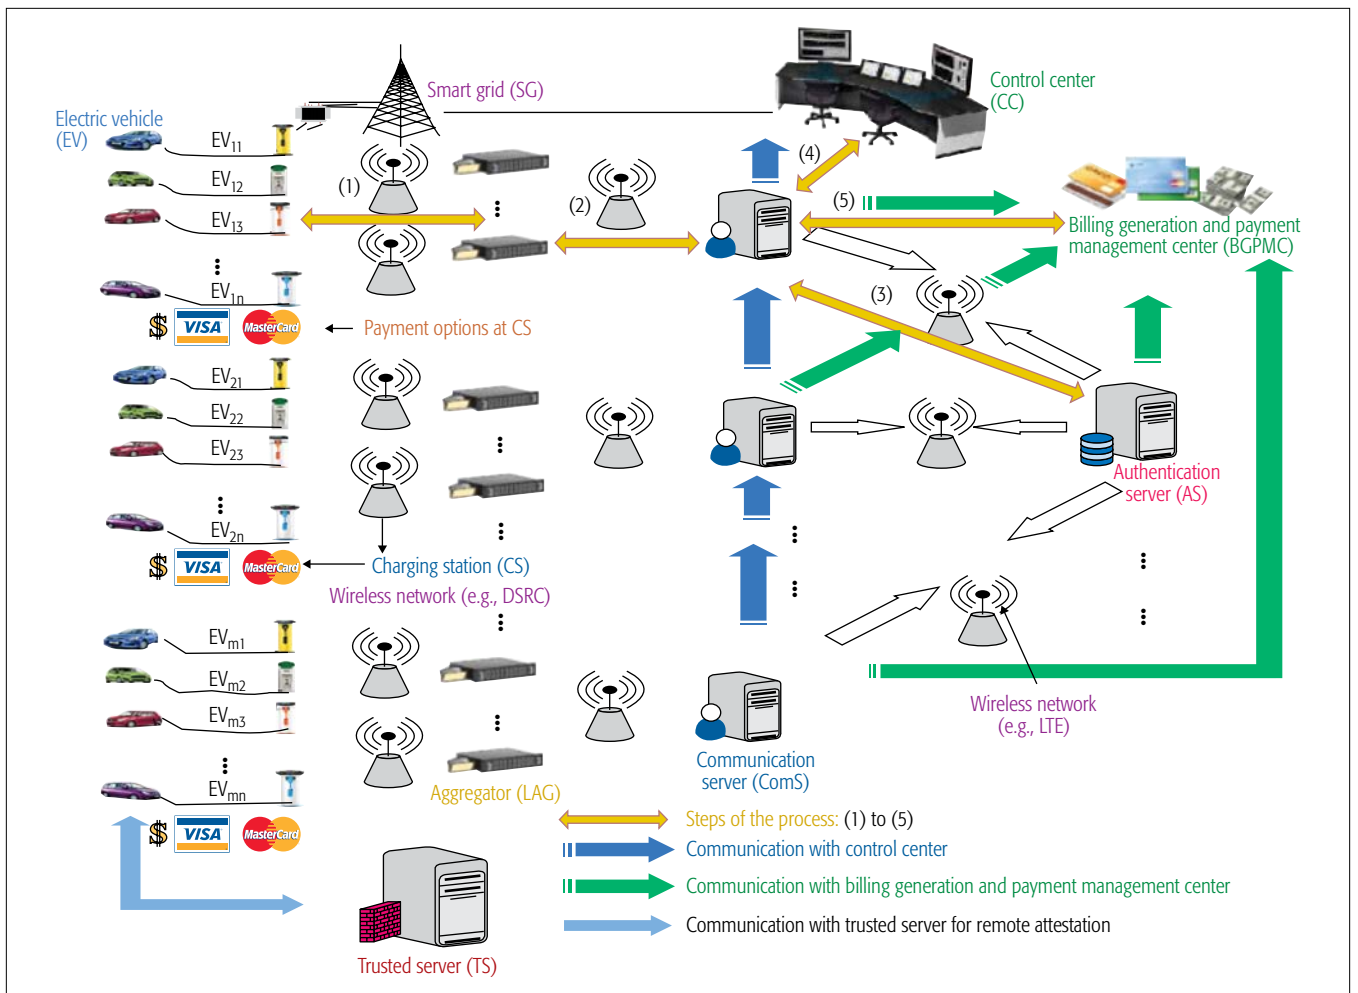 Smart grid (SG)
Control center
(CC)
Electric vehicle
(EV)
EV11
EV12
EV13
EV1n
(1)
(2)
(4)
(5)
(3)
Billing generation and payment
management center (BGPMC)
$ VISA MasterCard
Payment options at CS
EV21
EV22
EV23
EV2n
Authentication
server (AS)
$ VISA MasterCard
Charging station (CS)
Wireless network (e.g., DSRC)
EVm1
EVm2
EVm3
EVmn
Wireless network
(e.g., LTE)
Communication
server (ComS)
Aggregator (LAG)
$ VISA MasterCard
Steps of the process: (1) to (5)
Communication with control center
Communication with billing generation and payment management center
Communication with trusted server for remote attestation
Trusted server (TS)